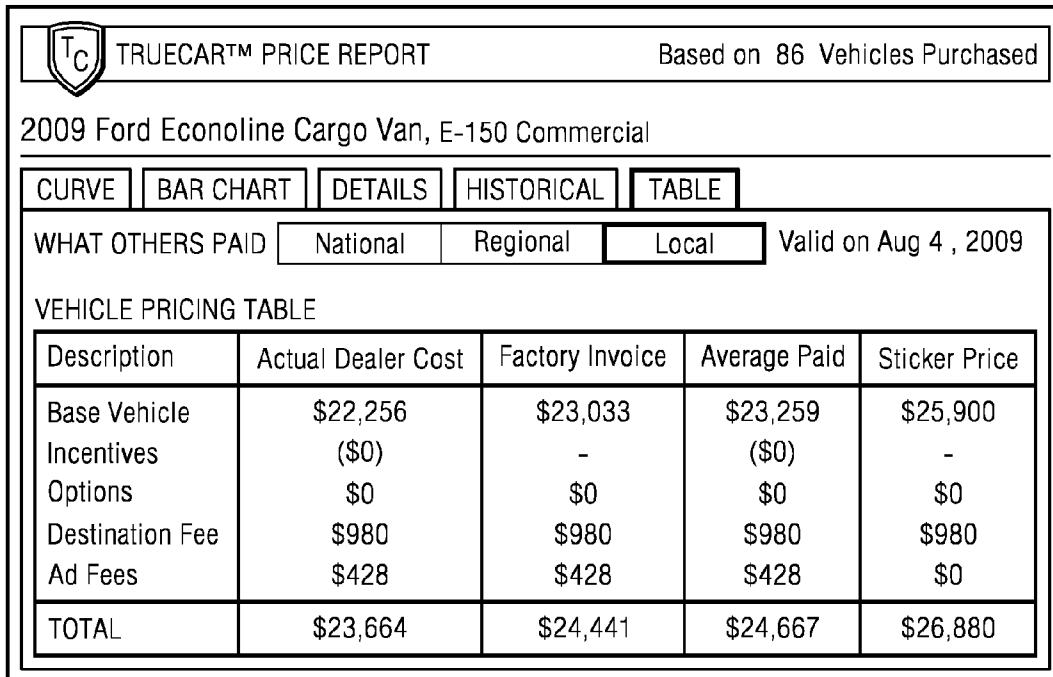 TC TRUECAR™ PRICE REPORT Based on 86 Vehicles Purchased
2009 Ford Econoline Cargo Van, E-150 Commercial
CURVE BAR CHART DETAILS HISTORICAL TABLE
WHAT OTHERS PAID National Regional Local Valid on Aug 4 , 2009
VEHICLE PRICING TABLE
Description Actual Dealer Cost Factory Invoice Average Paid Sticker Price
Base Vehicle $22,256 $23,033 $23,259 $25,900
Incentives ($0) - ($0) -
Options $0 $0 $0 $0
Destination Fee $980 $980 $980 $980
Ad Fees $428 $428 $428 $0
TOTAL $23,664 $24,441 $24,667 $26,880